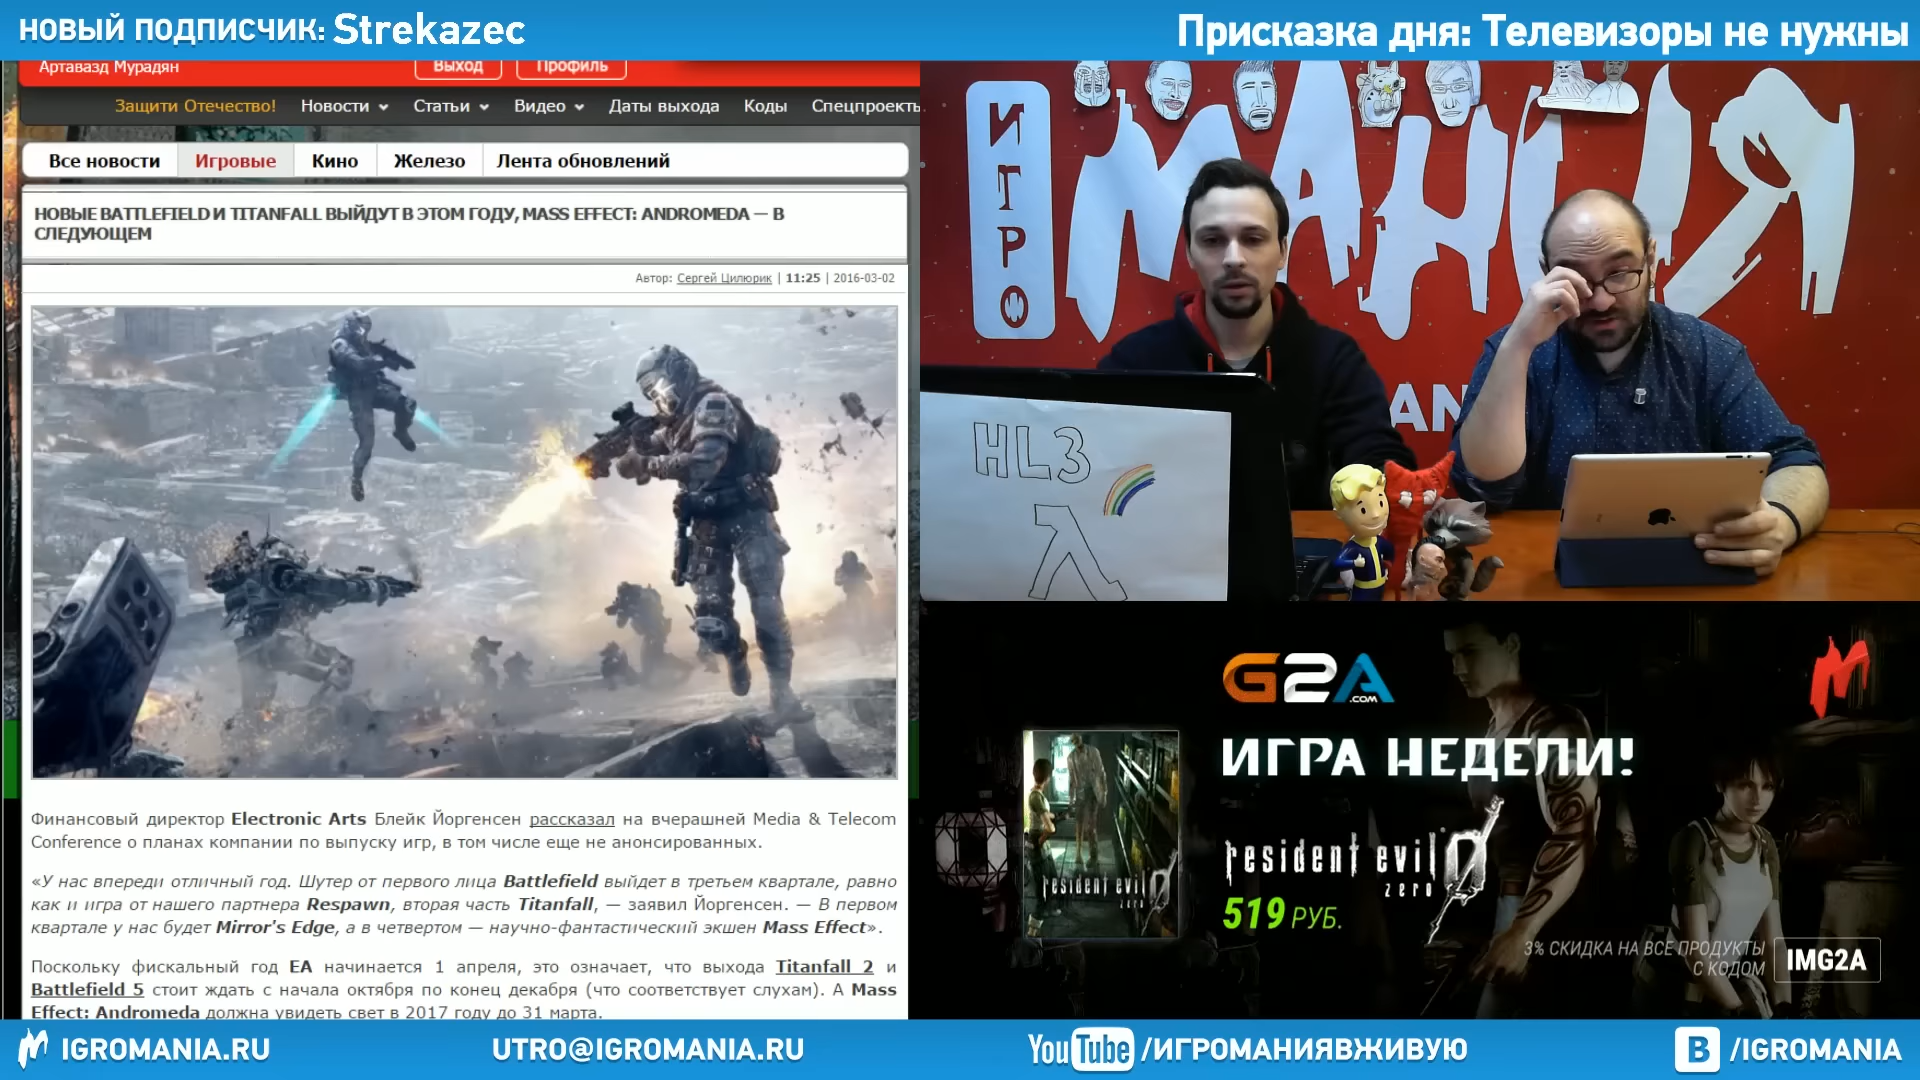 НОВЫЙ ПОДПИСЧИК: Strekazec
Присказка дня: Телевизоры не нужны
Артавазд Мурадян
Выход
Профиль
Защити Отечество!
Новости
Статьи
Видео
Даты выхода
Коды
Спецпроекты
Все новости
Игровые
Кино
Железо
Лента обновлений
НОВЫЕ BATTLEFIELD И TITANFALL ВЫЙДУТ В ЭТОМ ГОДУ, MASS EFFECT: ANDROMEDA — В
СЛЕДУЮЩЕМ
Автор: Сергей Цилюрик | 11:25 | 2016-03-02
Финансовый директор Electronic Arts Блейк Йоргенсен рассказал на вчерашней Media & Telecom
Conference о планах компании по выпуску игр, в том числе еще не анонсированных.
«У нас впереди отличный год. Шутер от первого лица Battlefield выйдет в третьем квартале, равно
как и игра от нашего партнера Respawn, вторая часть Titanfall, — заявил Йоргенсен. — В первом
квартале у нас будет Mirror's Edge, а в четвертом — научно-фантастический экшен Mass Effect».
Поскольку фискальный год EA начинается 1 апреля, это означает, что выхода Titanfall 2 и
Battlefield 5 стоит ждать с начала октября по конец декабря (что соответствует слухам). А Mass
Effect: Andromeda должна увидеть свет в 2017 году до 31 марта.
ИГРО
МАНИЯ
AN
HL3
λ
G2A
.COM
ИГРА НЕДЕЛИ!
resident evil 0
zero
resident evil 0
zero
519 РУБ.
3% СКИДКА НА ВСЕ ПРОДУКТЫ
С КОДОМ
IMG2A
IGROMANIA.RU
UTRO@IGROMANIA.RU
YouTube /ИГРОМАНИЯВЖИВУЮ
В /IGROMANIA